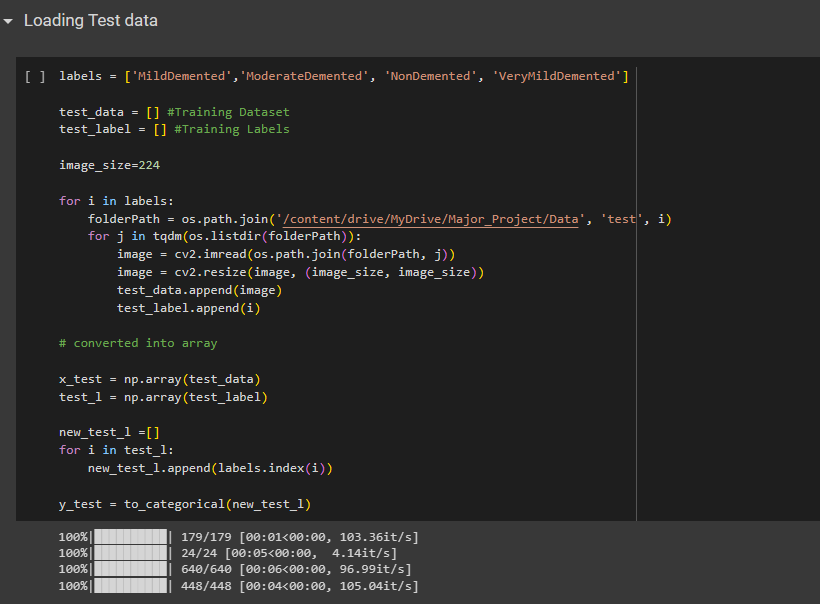 Loading Test data
[ ] labels = ['MildDemented','ModerateDemented', 'NonDemented', 'VeryMildDemented']
test_data = [] #Training Dataset
test_label = [] #Training Labels
image_size=224
for i in labels:
    folderPath = os.path.join('/content/drive/MyDrive/Major_Project/Data', 'test', i)
    for j in tqdm(os.listdir(folderPath)):
        image = cv2.imread(os.path.join(folderPath, j))
        image = cv2.resize(image, (image_size, image_size))
        test_data.append(image)
        test_label.append(i)
# converted into array
x_test = np.array(test_data)
test_l = np.array(test_label)
new_test_l =[]
for i in test_l:
    new_test_l.append(labels.index(i))
y_test = to_categorical(new_test_l)
100%|██████████| 179/179 [00:01<00:00, 103.36it/s]
100%|██████████| 24/24 [00:05<00:00,  4.14it/s]
100%|██████████| 640/640 [00:06<00:00, 96.99it/s]
100%|██████████| 448/448 [00:04<00:00, 105.04it/s]